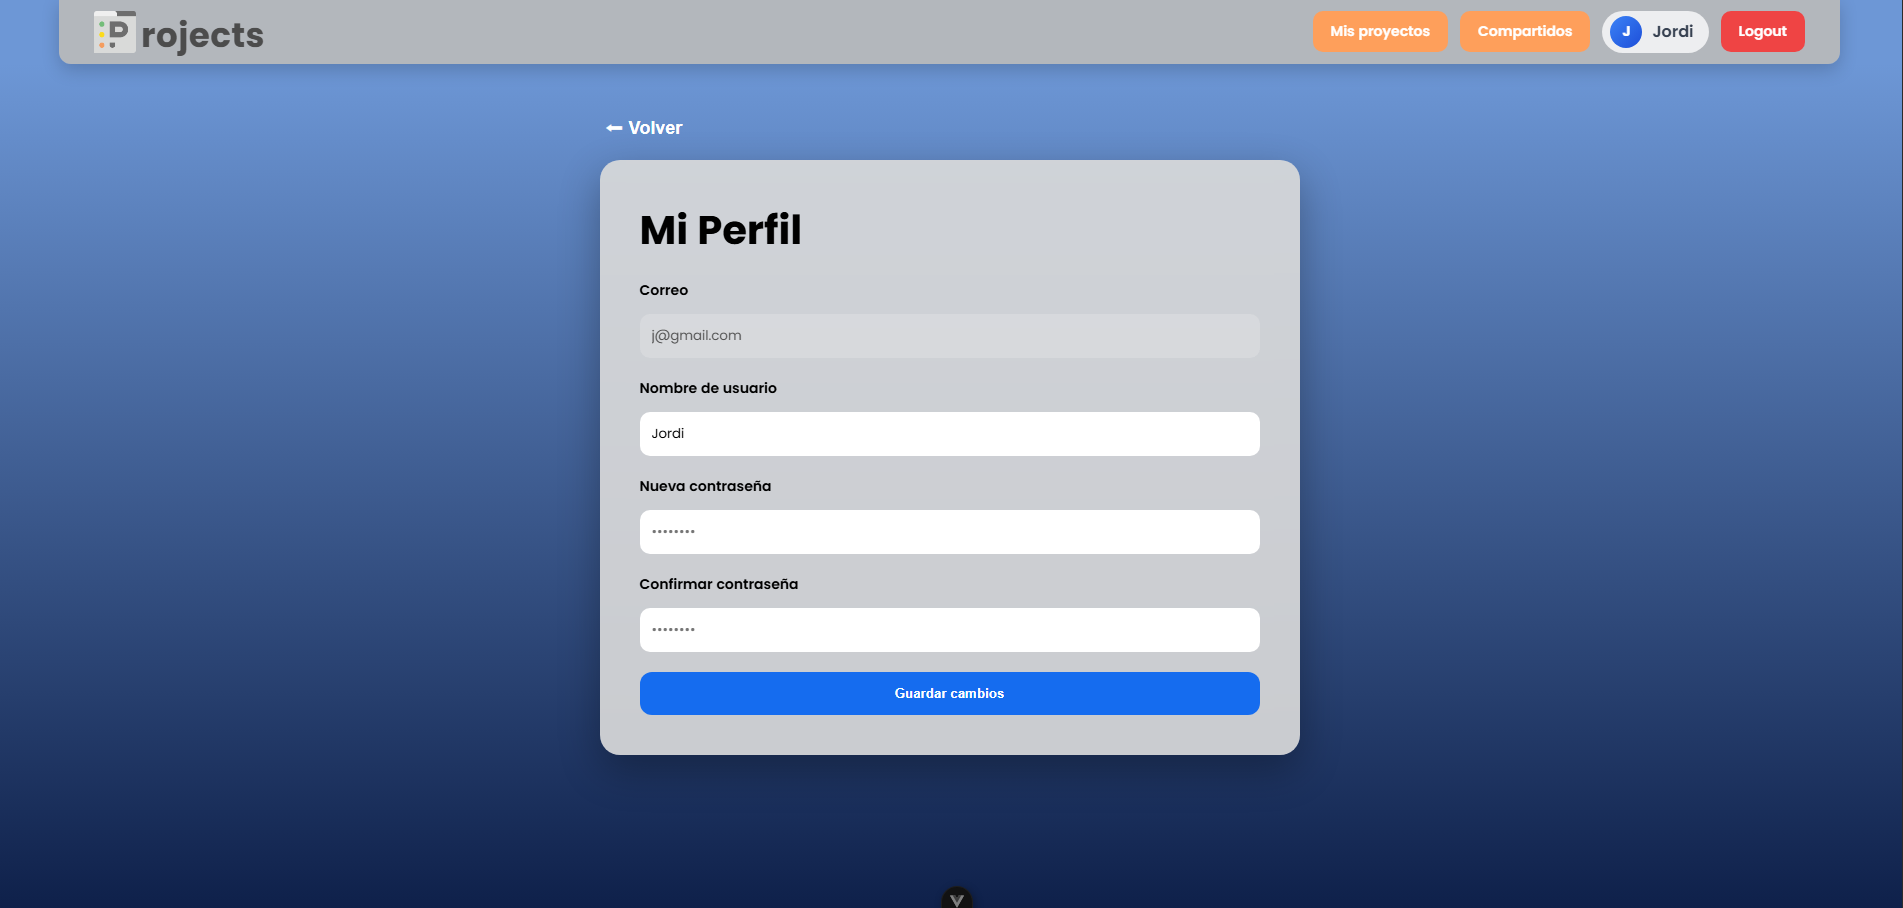 Projects
Mis proyectos
Compartidos
J
Jordi
Logout
← Volver
Mi Perfil
Correo
j@gmail.com
Nombre de usuario
Jordi
Nueva contraseña
••••••••
Confirmar contraseña
••••••••
Guardar cambios